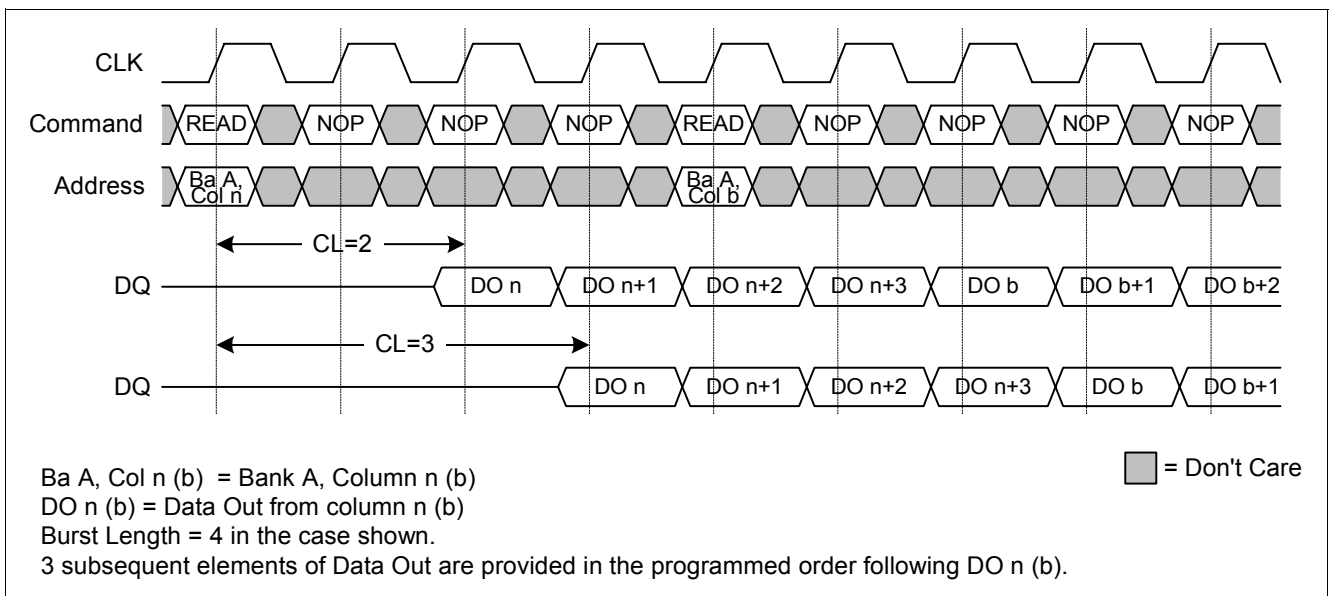 CLK
Command READ NOP NOP NOP READ NOP NOP NOP NOP
Address Ba A, Col n Ba A, Col b
CL=2
DQ DO n DO n+1 DO n+2 DO n+3 DO b DO b+1 DO b+2
CL=3
DQ DO n DO n+1 DO n+2 DO n+3 DO b DO b+1
Ba A, Col n (b) = Bank A, Column n (b)
= Don't Care
DO n (b) = Data Out from column n (b)
Burst Length = 4 in the case shown.
3 subsequent elements of Data Out are provided in the programmed order following DO n (b).